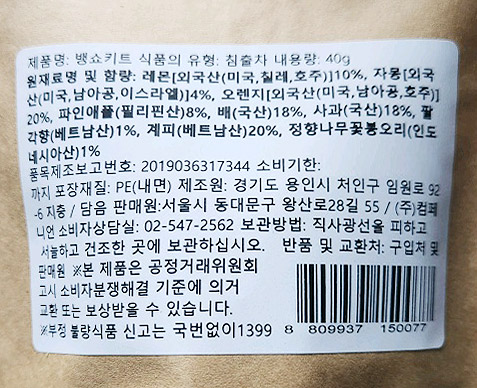 제품명: 뱅쇼키트 식품의 유형: 침출차 내용량: 40g
원재료명 및 함량: 레몬[외국산(미국,칠레,호주)]10%, 자몽[외국
산(미국,남아공,이스라엘]4%, 오렌지[외국산(미국,남아공,호주)]
20%, 파인애플(필리핀산)8%, 배(국산)18%, 사과(국산)18%, 팔
각향(베트남산)1%, 계피(베트남산)20%, 정향나무꽃봉오리(인도
네시아산)1%
품목제조보고번호: 2019036317344 소비기한:
까지 포장재질: PE(내면) 제조원: 경기도 용인시 처인구 임원로 92
-6 지층 / 담음 판매원:서울시 동대문구 왕산로28길 55 / (주)컴패
니언 소비자상담실: 02-547-2562 보관방법: 직사광선을 피하고
서늘하고 건조한 곳에 보관하십시오. 반품 및 교환처: 구입처 및
판매원 ※본 제품은 공정거래위원회
고시 소비자분쟁해결 기준에 의거
교환 또는 보상받을 수 있습니다.
※부정 불량식품 신고는 국번없이1399
8 809937 150077